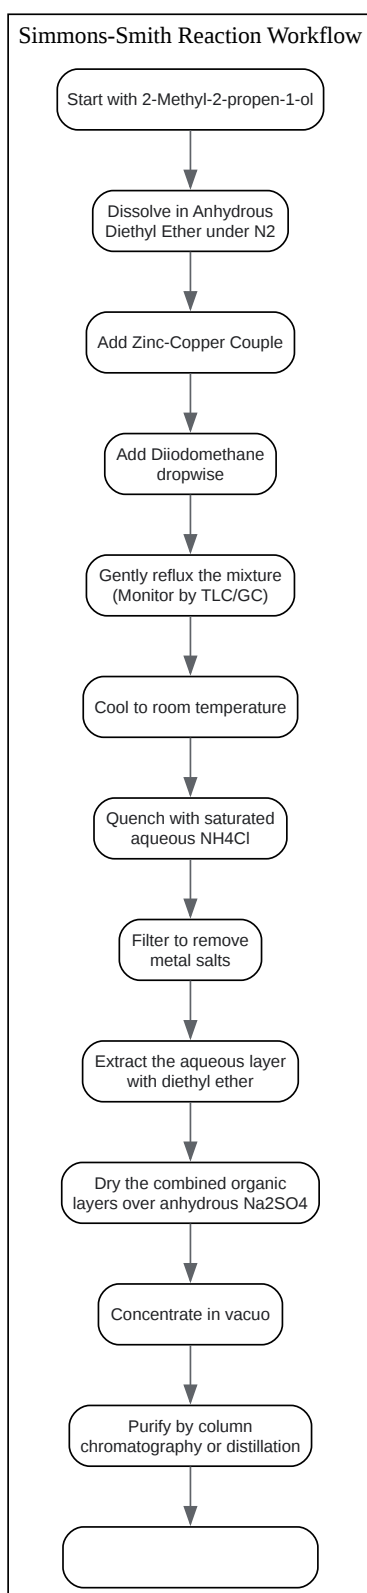 Simmons-Smith Reaction Workflow
Start with 2-Methyl-2-propen-1-ol
Dissolve in Anhydrous
Diethyl Ether under N2
Add Zinc-Copper Couple
Add Diiodomethane
dropwise
Gently reflux the mixture
(Monitor by TLC/GC)
Cool to room temperature
Quench with saturated
aqueous NH4Cl
Filter to remove
metal salts
Extract the aqueous layer
with diethyl ether
Dry the combined organic
layers over anhydrous Na2SO4
Concentrate in vacuo
Purify by column
chromatography or distillation